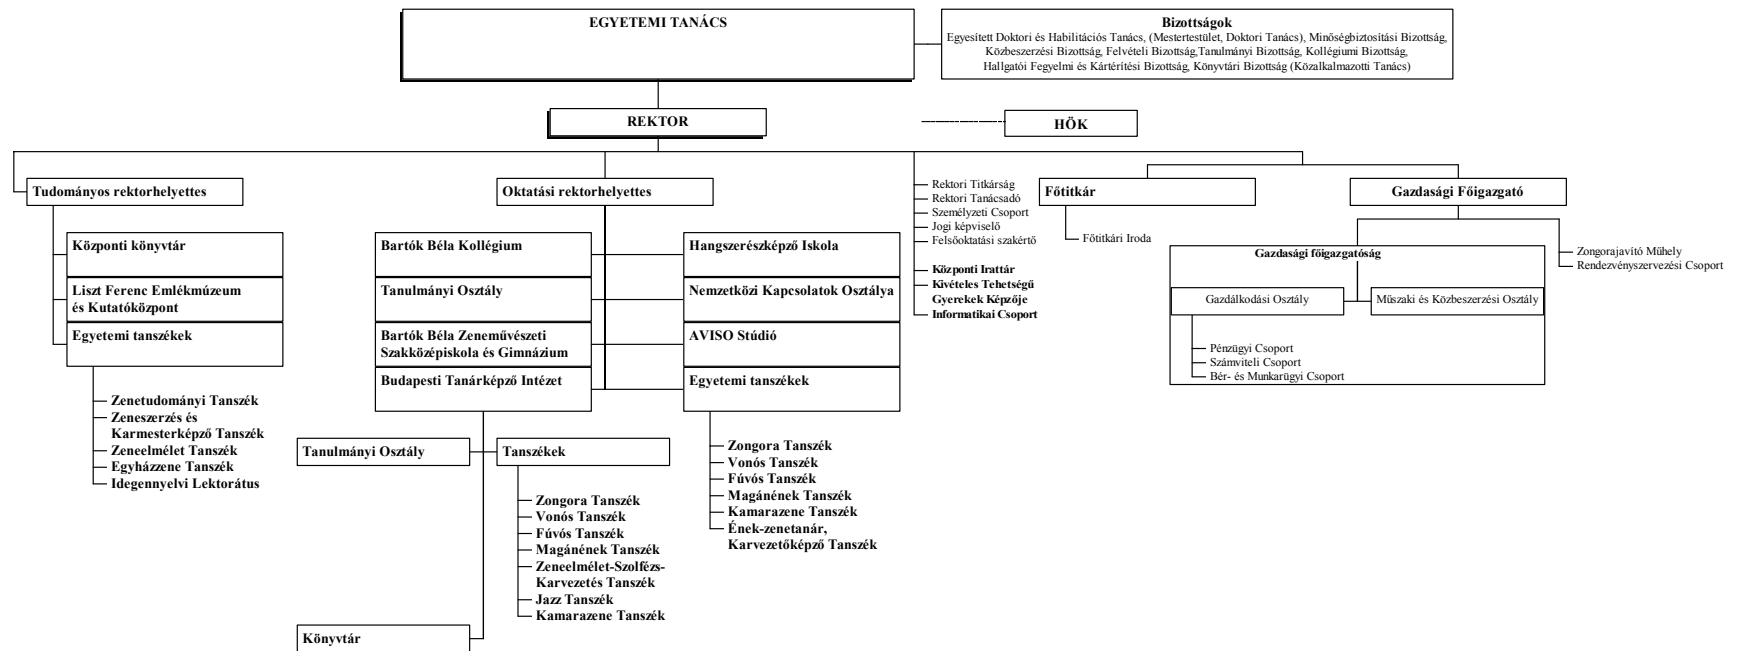 EGYETEMI TANÁCS
Bizottságok
Egyesített Doktori és Habilitációs Tanács, (Mestertestület, Doktori Tanács), Minőségbiztosítási Bizottság,
Közbeszerzési Bizottság, Felvételi Bizottság,Tanulmányi Bizottság, Kollégiumi Bizottság,
Hallgatói Fegyelmi és Kártérítési Bizottság, Könyvtári Bizottság (Közalkalmazotti Tanács)
REKTOR
HÖK
Tudományos rektorhelyettes
Központi könyvtár
Liszt Ferenc Emlékmúzeum
és Kutatóközpont
Egyetemi tanszékek
Zenetudományi Tanszék
Zeneszerzés és
Karmesterképző Tanszék
Zeneelmélet Tanszék
Egyházzene Tanszék
Idegennyelvi Lektorátus
Oktatási rektorhelyettes
Bartók Béla Kollégium
Tanulmányi Osztály
Bartók Béla Zeneművészeti
Szakközépiskola és Gimnázium
Budapesti Tanárképző Intézet
Hangszerészképző Iskola
Nemzetközi Kapcsolatok Osztálya
AVISO Stúdió
Egyetemi tanszékek
Tanulmányi Osztály
Tanszékek
Zongora Tanszék
Vonós Tanszék
Fúvós Tanszék
Magánének Tanszék
Zeneelmélet-Szolfézs-
Karvezetés Tanszék
Jazz Tanszék
Kamarazene Tanszék
Könyvtár
Zongora Tanszék
Vonós Tanszék
Fúvós Tanszék
Magánének Tanszék
Kamarazene Tanszék
Ének-zenetanár,
Karvezetőképző Tanszék
Rektori Titkárság
Rektori Tanácsadó
Személyzeti Csoport
Jogi képviselő
Felsőoktatási szakértő
Központi Irattár
Kivételes Tehetségű
Gyerekek Képzője
Informatikai Csoport
Főtitkár
Főtitkári Iroda
Gazdasági Főigazgató
Gazdasági főigazgatóság
Gazdálkodási Osztály
Műszaki és Közbeszerzési Osztály
Pénzügyi Csoport
Számviteli Csoport
Bér- és Munkarügyi Csoport
Zongorajavító Műhely
Rendezvényszervezési Csoport